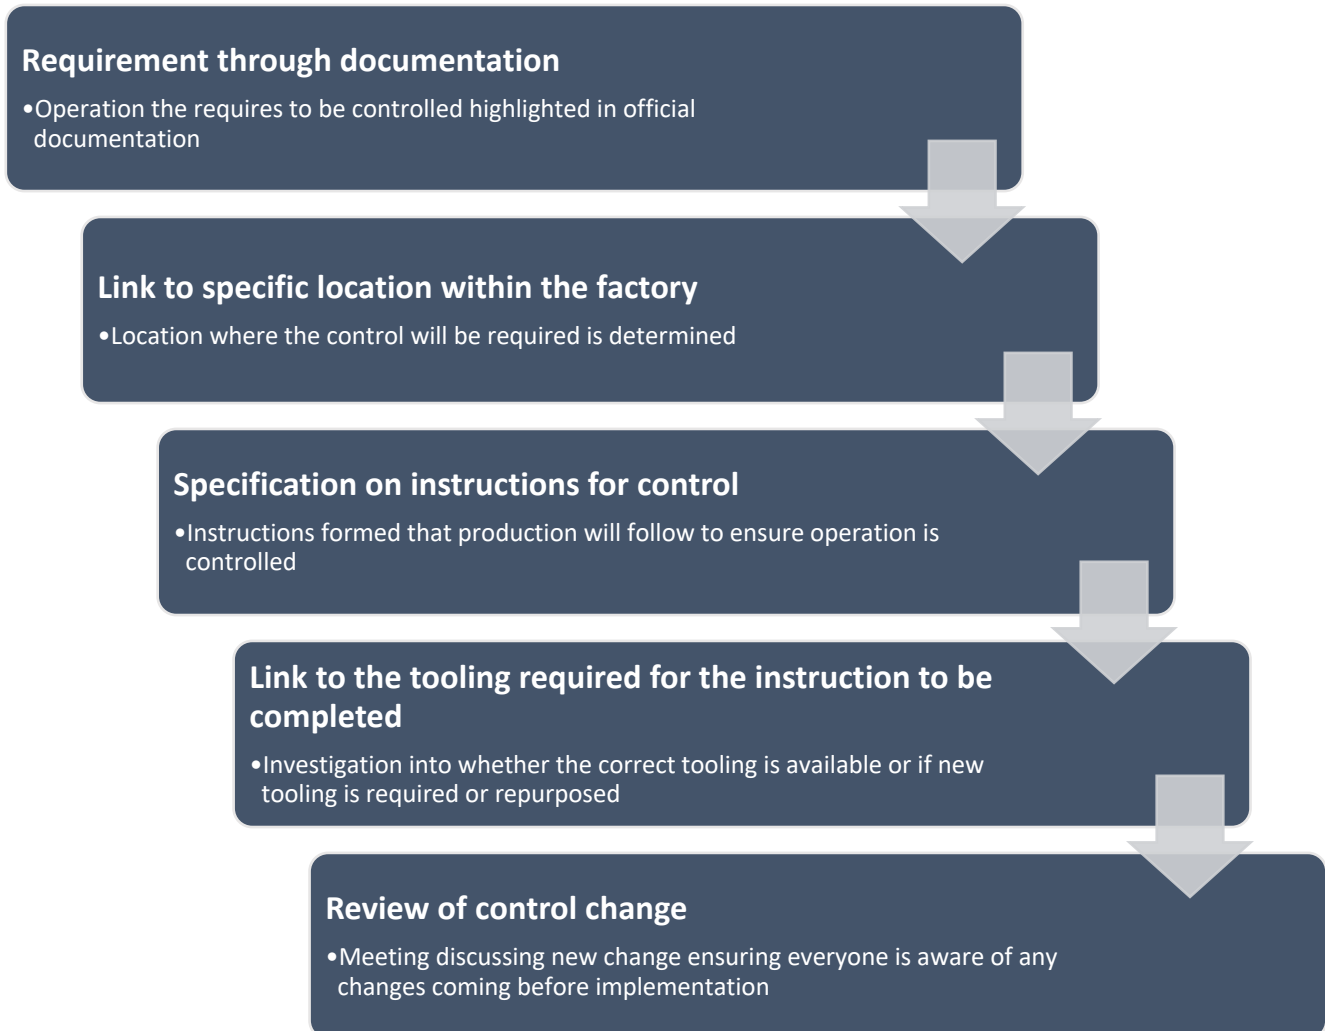 Requirement through documentation
•Operation the requires to be controlled highlighted in official
documentation
Link to specific location within the factory
•Location where the control will be required is determined
Specification on instructions for control
•Instructions formed that production will follow to ensure operation is
controlled
Link to the tooling required for the instruction to be
completed
•Investigation into whether the correct tooling is available or if new
tooling is required or repurposed
Review of control change
•Meeting discussing new change ensuring everyone is aware of any
changes coming before implementation